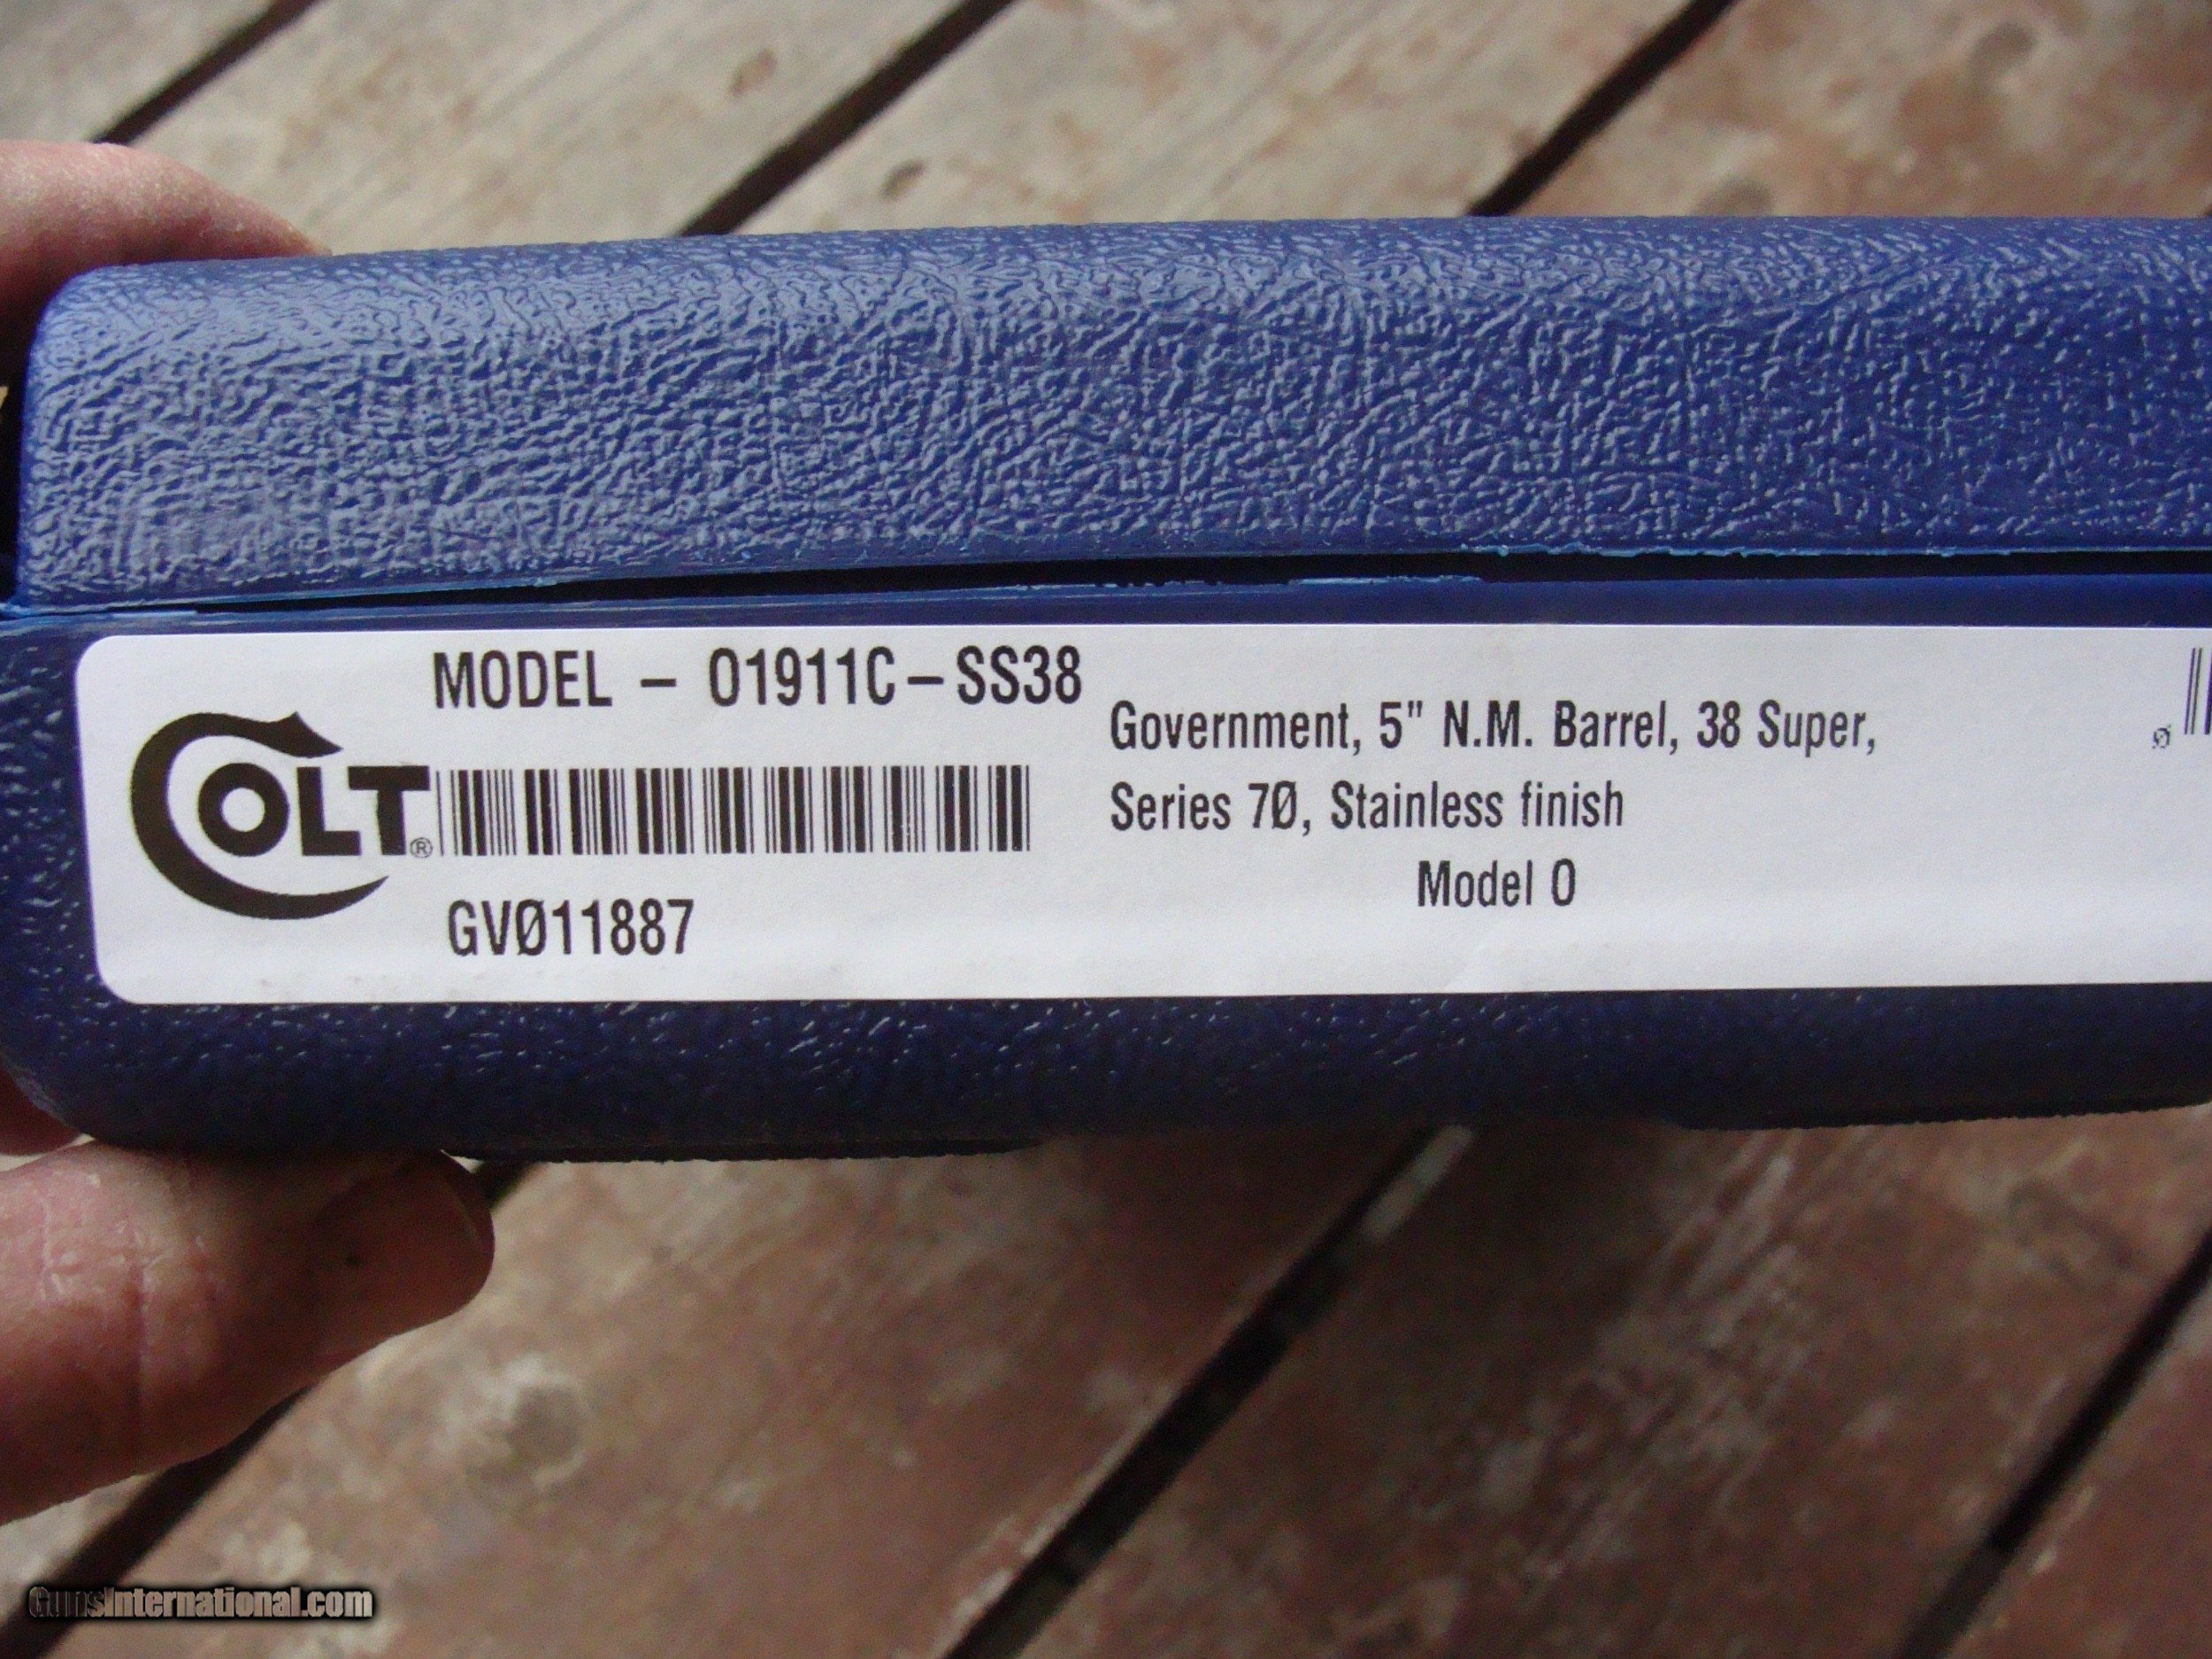 MODEL - O1911C-SS38
COLT®
GVØ11887
Government, 5" N.M. Barrel, 38 Super,
Series 7Ø, Stainless finish
Model O
Ø
GunsInternational.com